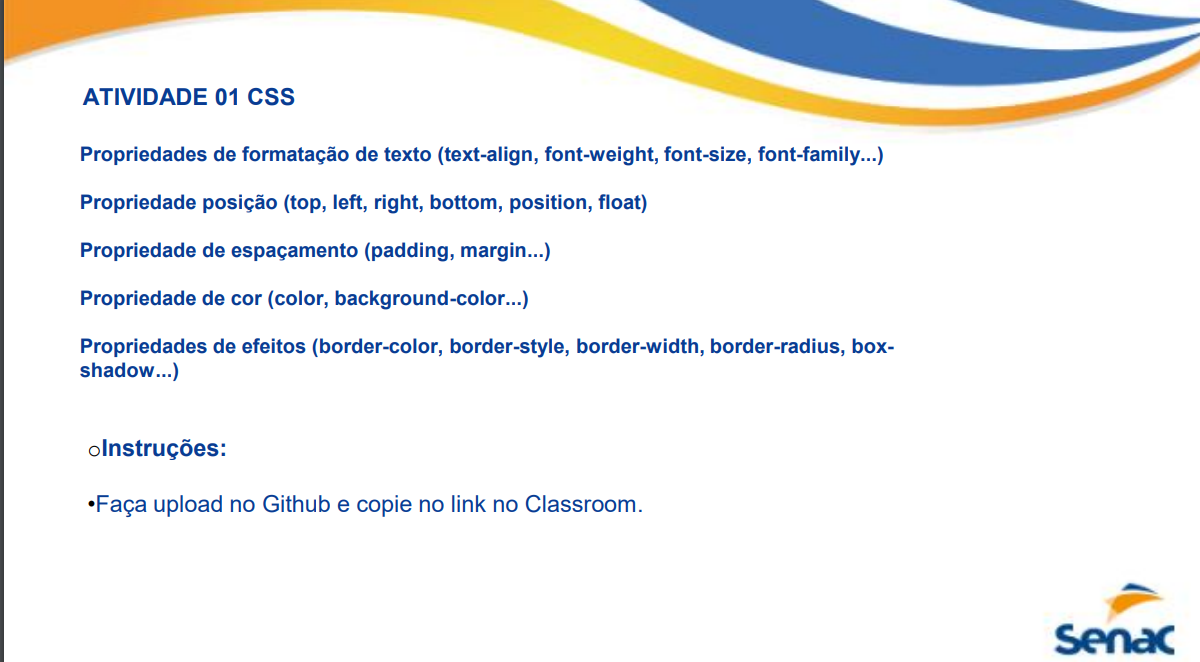 ATIVIDADE 01 CSS
Propriedades de formatação de texto (text-align, font-weight, font-size, font-family...)
Propriedade posição (top, left, right, bottom, position, float)
Propriedade de espaçamento (padding, margin...)
Propriedade de cor (color, background-color...)
Propriedades de efeitos (border-color, border-style, border-width, border-radius, box-
shadow...)
oInstruções:
•Faça upload no Github e copie no link no Classroom.
Senac